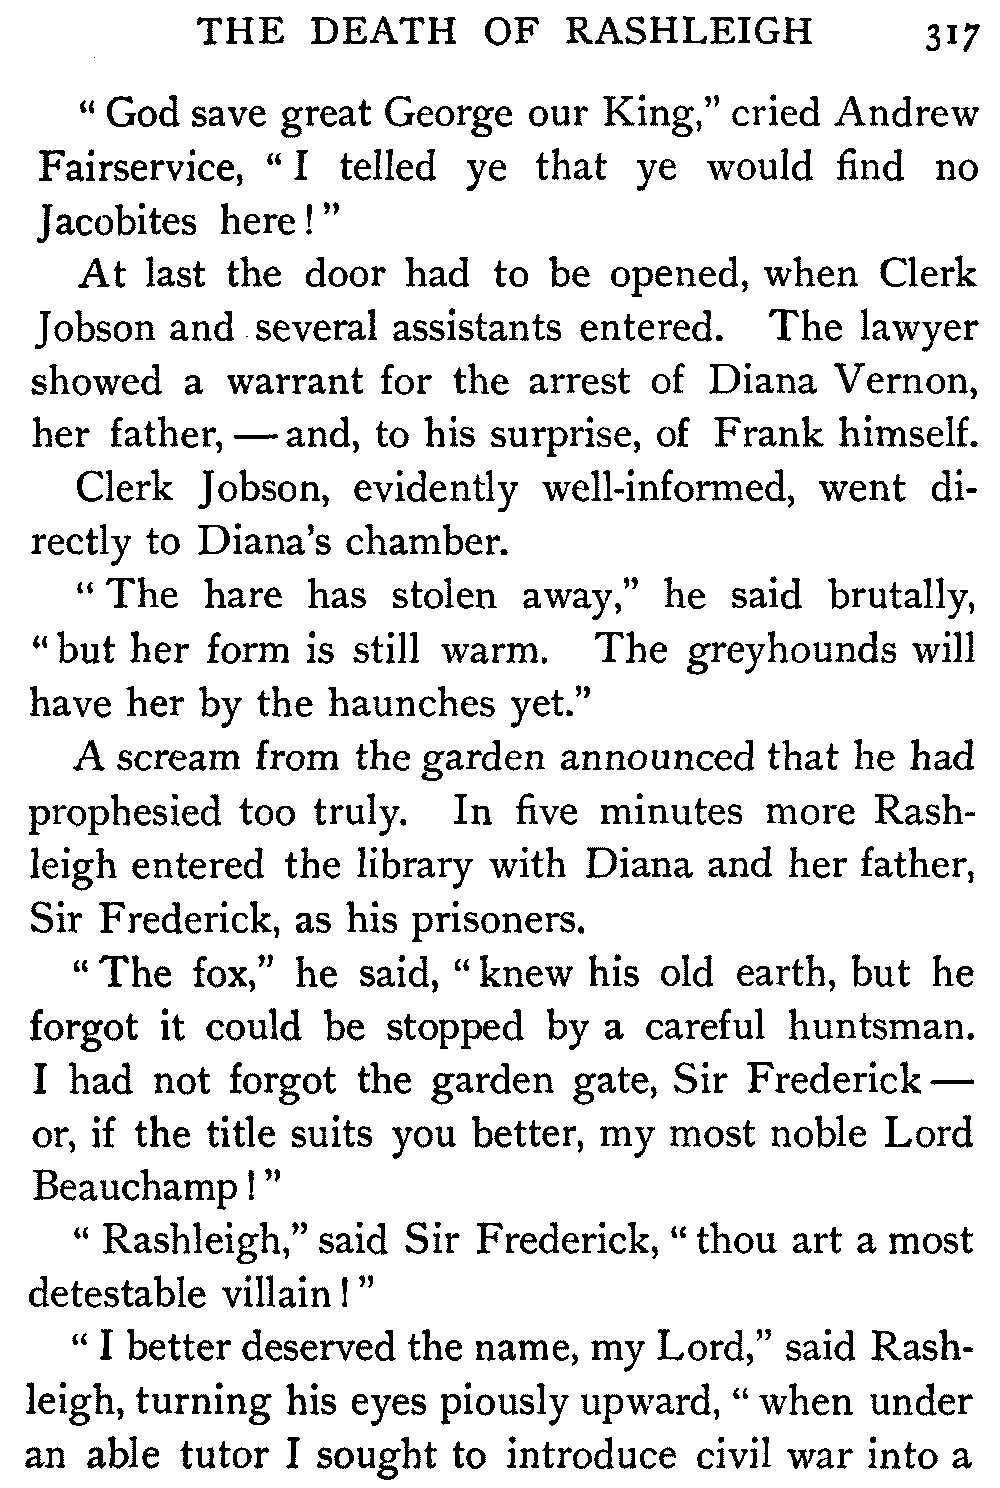 THE DEATH OF RASHLEIGH 317
“ God save great George our King,” cried Andrew
Fairservice, “ I telled ye that ye would find no
Jacobites here ! ”
At last the door had to be opened, when Clerk
Jobson and several assistants entered. The lawyer
showed a warrant for the arrest of Diana Vernon,
her father, — and, to his surprise, of Frank himself.
Clerk Jobson, evidently well-informed, went di-
rectly to Diana’s chamber.
“ The hare has stolen away,” he said brutally,
“ but her form is still warm. The greyhounds will
have her by the haunches yet.”
A scream from the garden announced that he had
prophesied too truly. In five minutes more Rash-
leigh entered the library with Diana and her father,
Sir Frederick, as his prisoners.
“ The fox,” he said, “ knew his old earth, but he
forgot it could be stopped by a careful huntsman.
I had not forgot the garden gate, Sir Frederick —
or, if the title suits you better, my most noble Lord
Beauchamp ! ”
“ Rashleigh,” said Sir Frederick, “ thou art a most
detestable villain ! ”
“ I better deserved the name, my Lord,” said Rash-
leigh, turning his eyes piously upward, “ when under
an able tutor I sought to introduce civil war into a